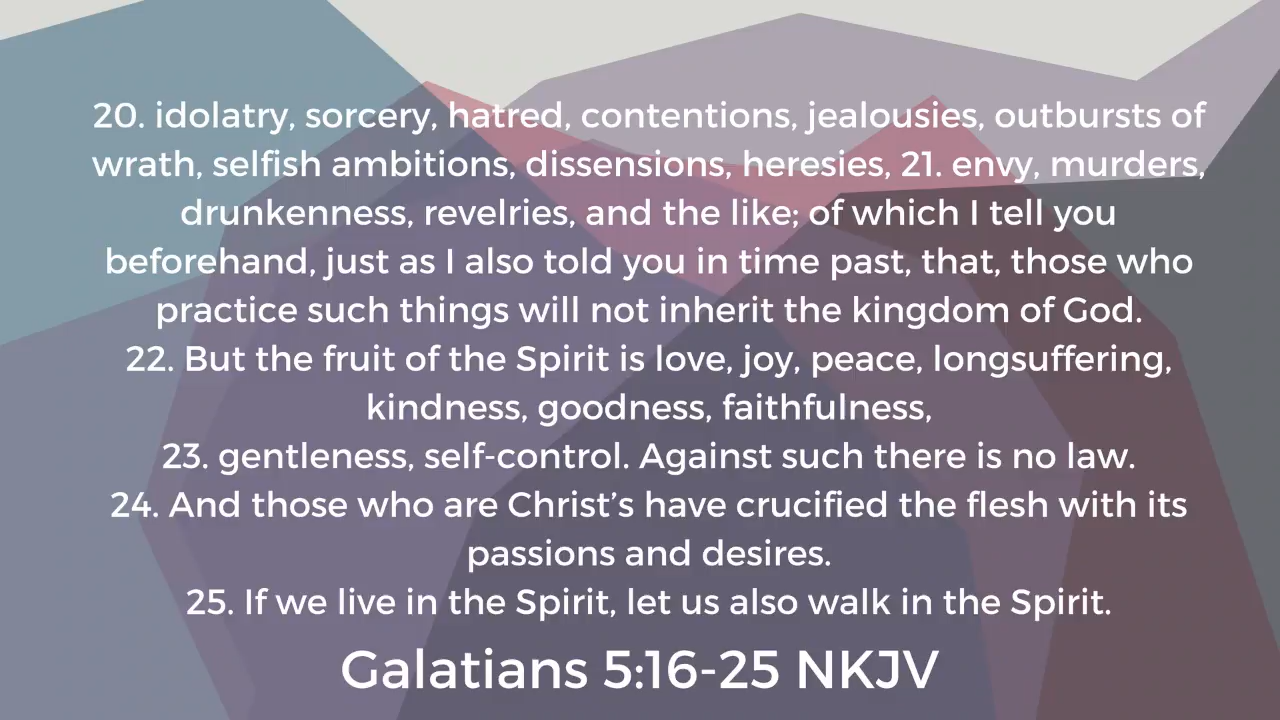 20. idolatry, sorcery, hatred, contentions, jealousies, outbursts of
wrath, selfish ambitions, dissensions, heresies, 21. envy, murders,
drunkenness, revelries, and the like; of which I tell you
beforehand, just as I also told you in time past, that, those who
practice such things will not inherit the kingdom of God.
22. But the fruit of the Spirit is love, joy, peace, longsuffering,
kindness, goodness, faithfulness,
23. gentleness, self-control. Against such there is no law.
24. And those who are Christ’s have crucified the flesh with its
passions and desires.
25. If we live in the Spirit, let us also walk in the Spirit.
Galatians 5:16-25 NKJV